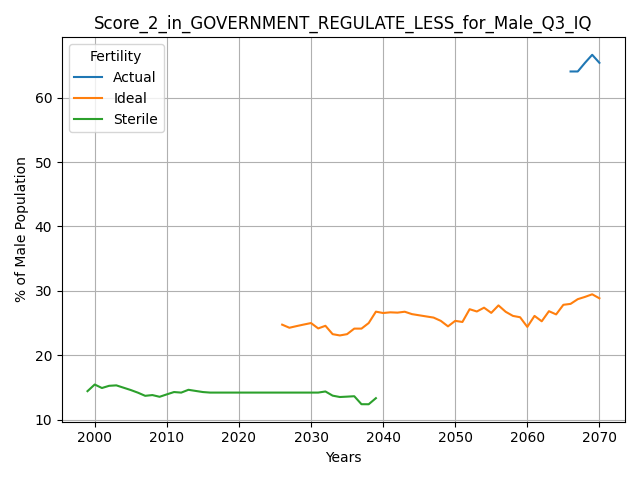 Score_2_in_GOVERNMENT_REGULATE_LESS_for_Male_Q3_IQ
Fertility
Actual
Ideal
Sterile
% of Male Population
60
50
40
30
20
10
2000 2010 2020 2030 2040 2050 2060 2070
Years